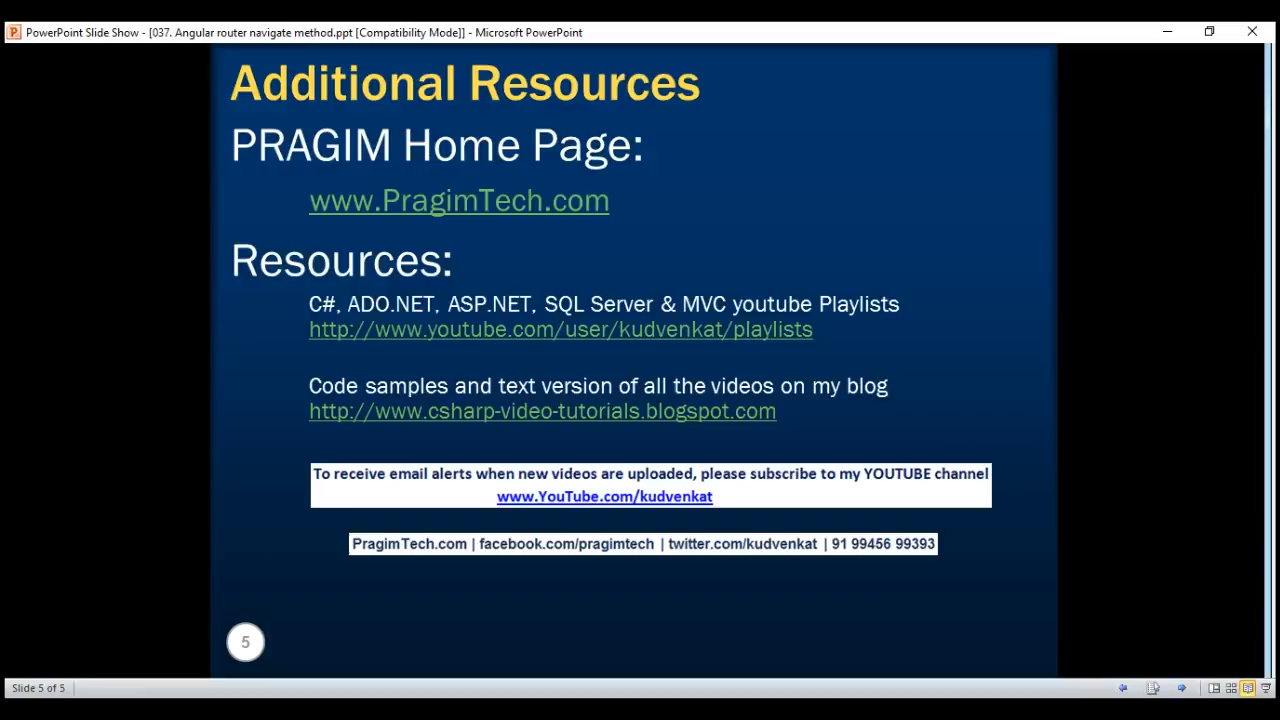 PowerPoint Slide Show - [037. Angular router navigate method.ppt [Compatibility Mode]] - Microsoft PowerPoint
Additional Resources
PRAGIM Home Page:
www.PragimTech.com
Resources:
C#, ADO.NET, ASP.NET, SQL Server & MVC youtube Playlists
http://www.youtube.com/user/kudvenkat/playlists
Code samples and text version of all the videos on my blog
http://www.csharp-video-tutorials.blogspot.com
To receive email alerts when new videos are uploaded, please subscribe to my YOUTUBE channel
www.YouTube.com/kudvenkat
PragimTech.com | facebook.com/pragimtech | twitter.com/kudvenkat | 91 99456 99393
5
Slide 5 of 5